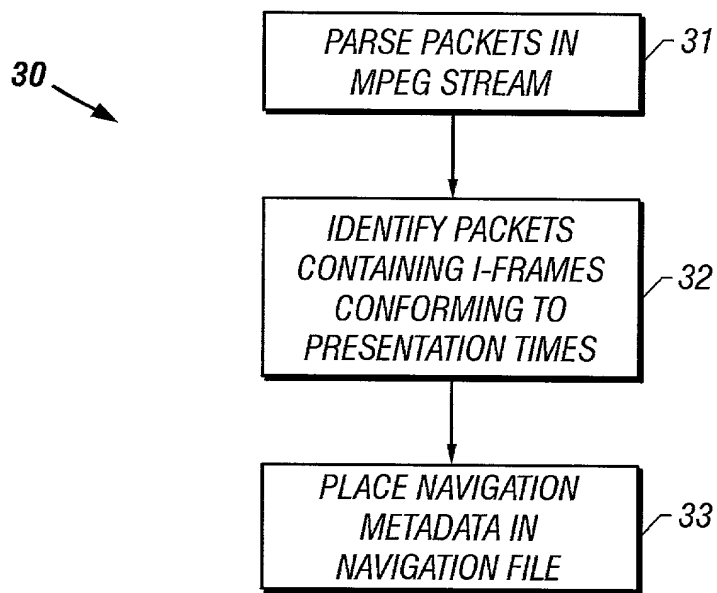 30
PARSE PACKETS IN
MPEG STREAM
31
IDENTIFY PACKETS
CONTAINING I-FRAMES
CONFORMING TO
PRESENTATION TIMES
32
PLACE NAVIGATION
METADATA IN
NAVIGATION FILE
33